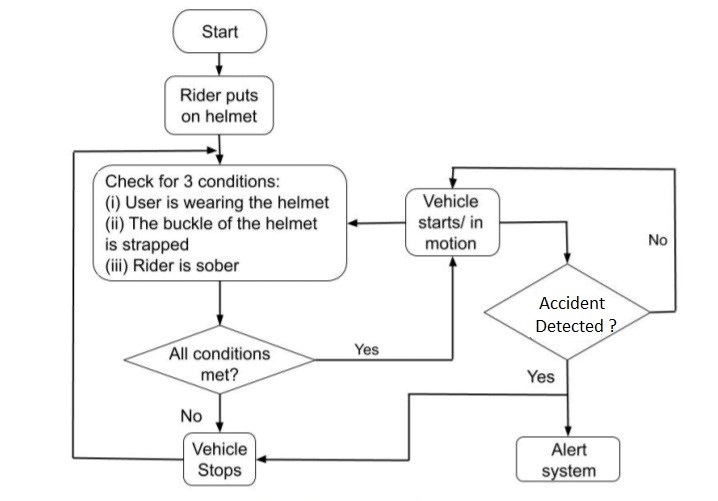 Start
Rider puts
on helmet
Check for 3 conditions:
(i) User is wearing the helmet
(ii) The buckle of the helmet
is strapped
(iii) Rider is sober
Vehicle
starts/ in
motion
No
Accident
Detected ?
All conditions
met?
Yes
Yes
No
Vehicle
Stops
Alert
system